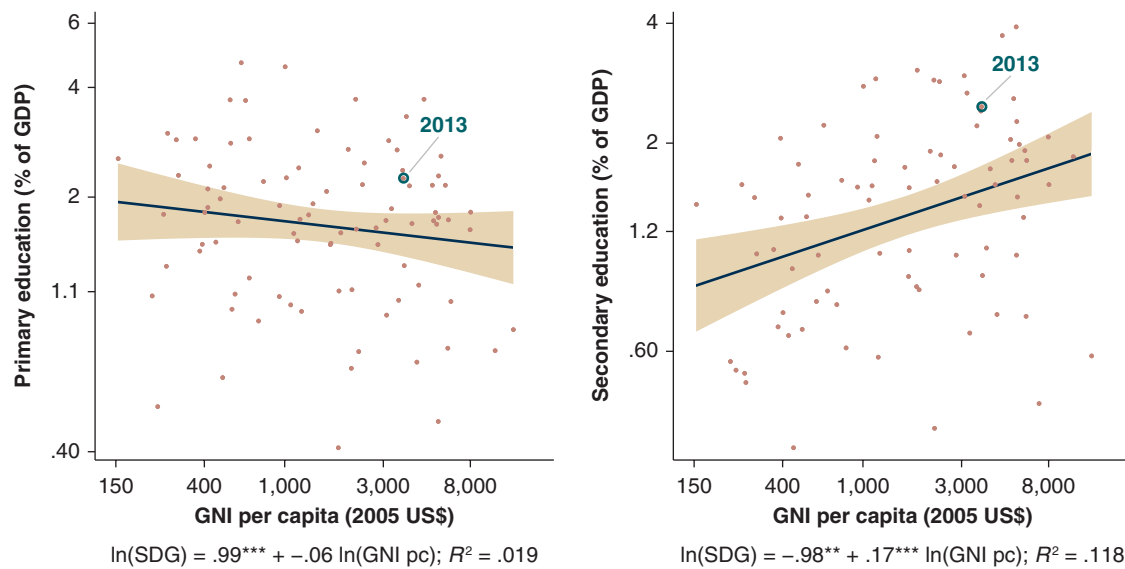 Primary education (% of GDP)
6
4
2
1.1
.40
2013
150 400 1,000 3,000 8,000
GNI per capita (2005 US$)
ln(SDG) = .99*** + –.06 ln(GNI pc); R² = .019
Secondary education (% of GDP)
4
2
1.2
.60
2013
150 400 1,000 3,000 8,000
GNI per capita (2005 US$)
ln(SDG) = –.98** + .17*** ln(GNI pc); R² = .118